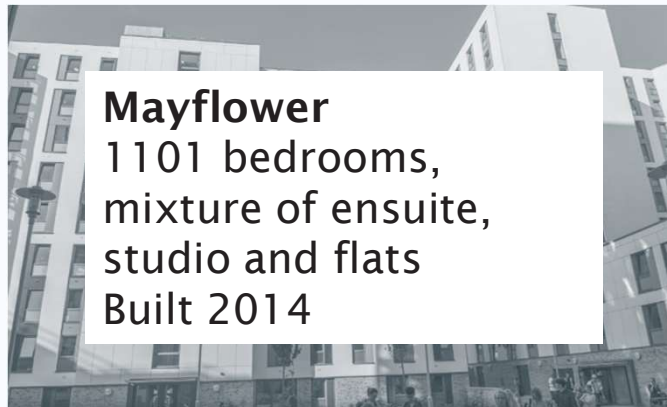 Mayflower
1101 bedrooms,
mixture of ensuite,
studio and flats
Built 2014